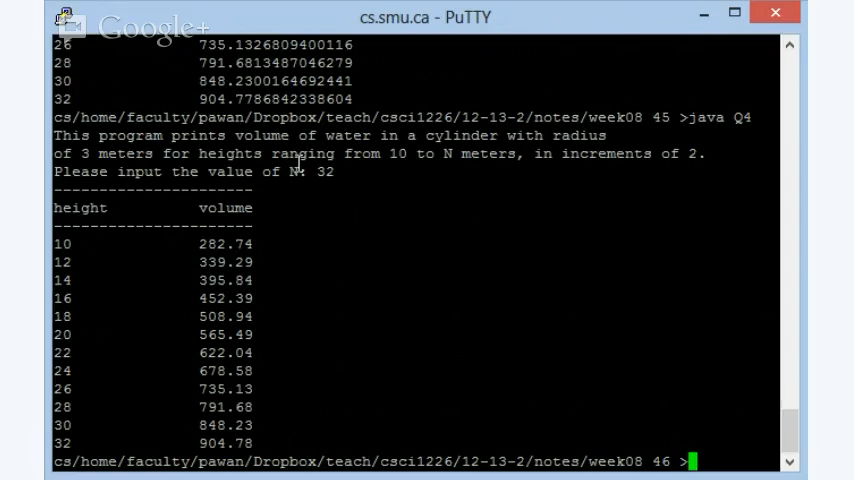 cs.smu.ca - PuTTY
Google+
26 735.1326809400116
28 791.6813487046279
30 848.2300164692441
32 904.7786842338604
cs/home/faculty/pawan/Dropbox/teach/csci1226/12-13-2/notes/week08 45 >java Q4
This program prints volume of water in a cylinder with radius
of 3 meters for heights ranging from 10 to N meters, in increments of 2.
Please input the value of N: 32
----------------------
height volume
----------------------
10 282.74
12 339.29
14 395.84
16 452.39
18 508.94
20 565.49
22 622.04
24 678.58
26 735.13
28 791.68
30 848.23
32 904.78
cs/home/faculty/pawan/Dropbox/teach/csci1226/12-13-2/notes/week08 46 >